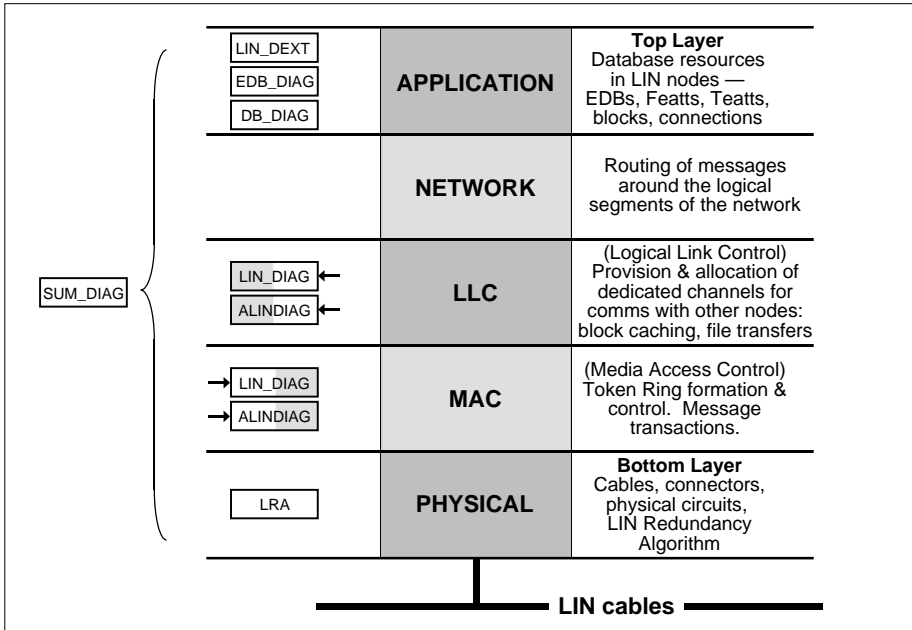 SUM_DIAG
LIN_DEXT
EDB_DIAG
DB_DIAG
APPLICATION
Top Layer
Database resources
in LIN nodes —
EDBs, Featts, Teatts,
blocks, connections
NETWORK
Routing of messages
around the logical
segments of the network
LIN_DIAG
ALINDIAG
LLC
(Logical Link Control)
Provision & allocation of
dedicated channels for
comms with other nodes:
block caching, file transfers
LIN_DIAG
ALINDIAG
MAC
(Media Access Control)
Token Ring formation &
control. Message
transactions.
LRA
PHYSICAL
Bottom Layer
Cables, connectors,
physical circuits,
LIN Redundancy
Algorithm
LIN cables